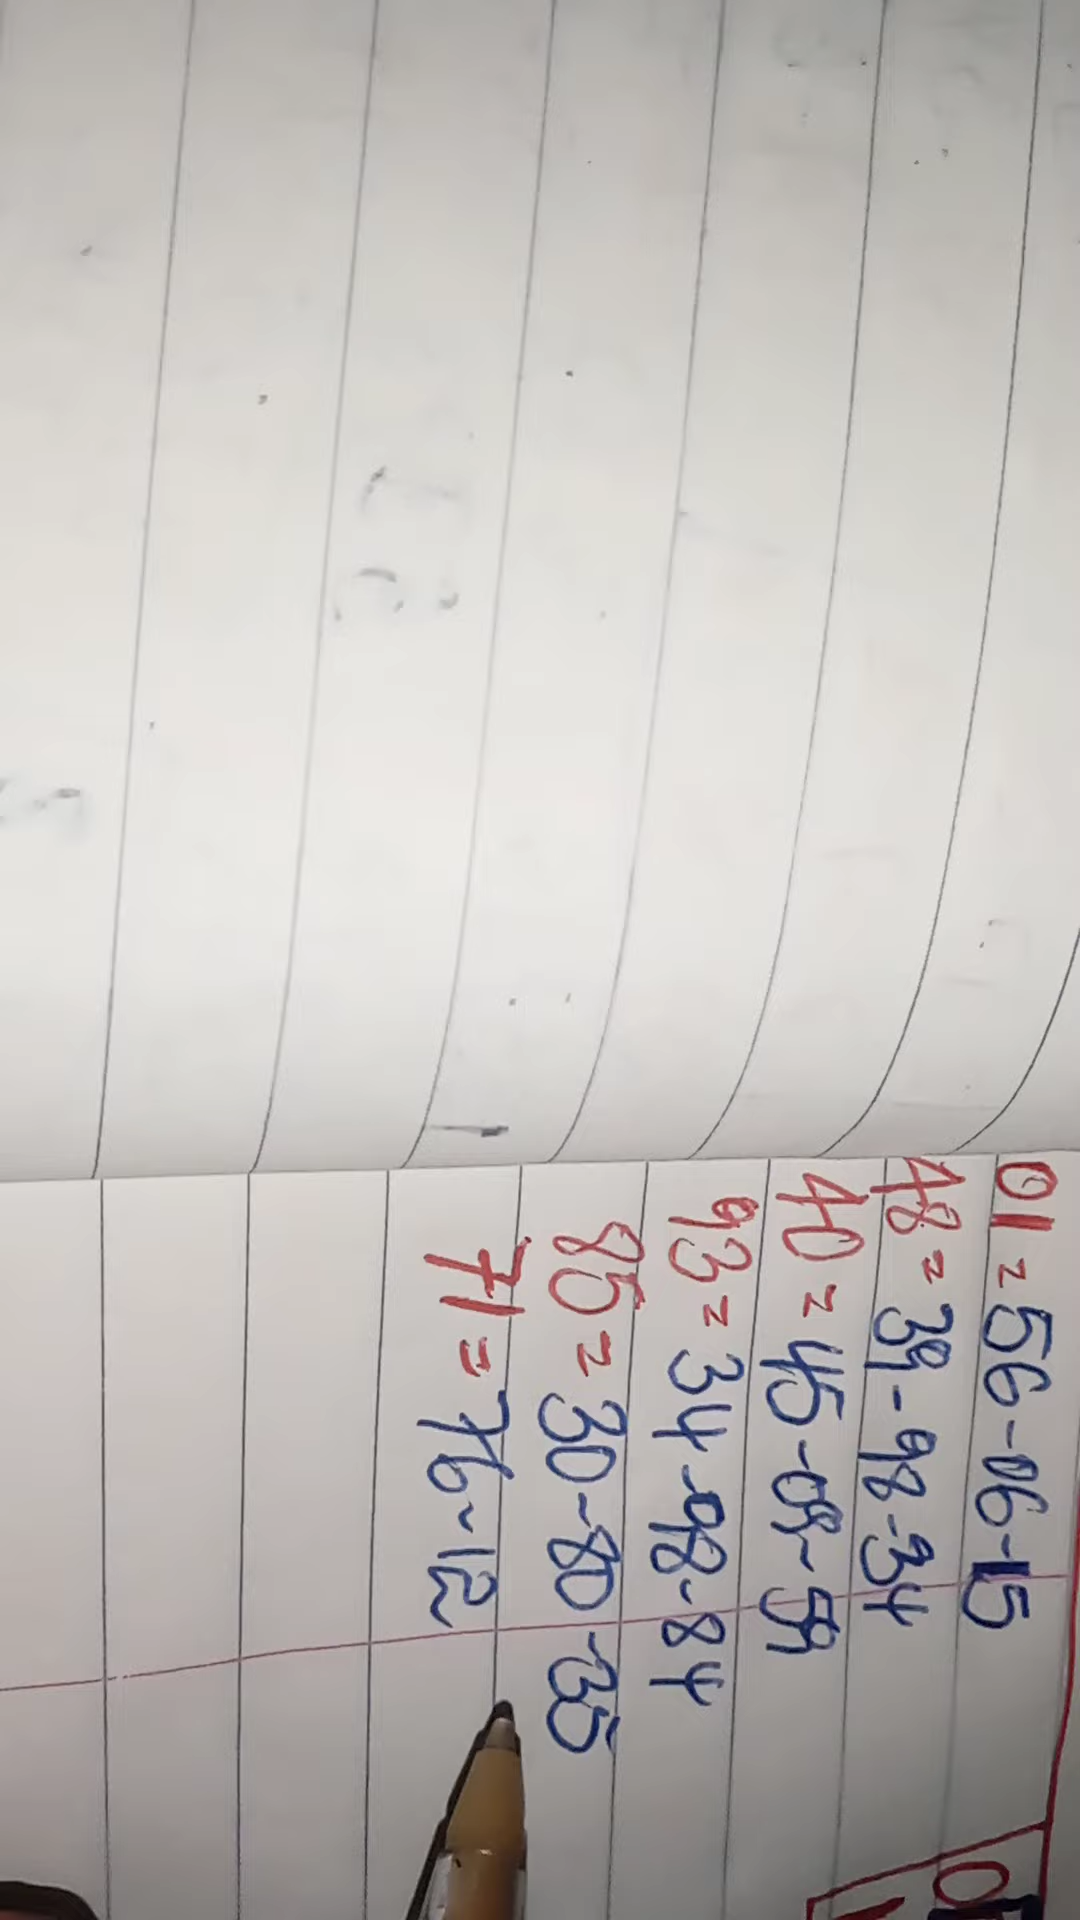 01 = 56-06-15
48 = 39-98-34
40 = 45-09-59
93 = 34-98-84
85 = 30-80-35
71 = 76-12